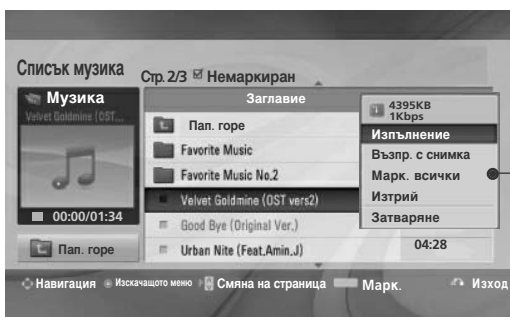 Списък музика
Стр. 2/3 Немаркиран
Музика
Velvet Goldmine (OST...
00:00/01:34
Пап. горе
Заглавие
Пап. горе
Favorite Music
Favorite Music No.2
Velvet Goldmine (OST vers2)
Good Bye (Original Ver.)
Urban Nite (Feat.Amin.J)
04:28
4395KB
1Kbps
Изпълнение
Възпр. с снимка
Марк. всички
Изтрий
Затваряне
Навигация Изскачащото меню Смяна на страница Марк. Изход